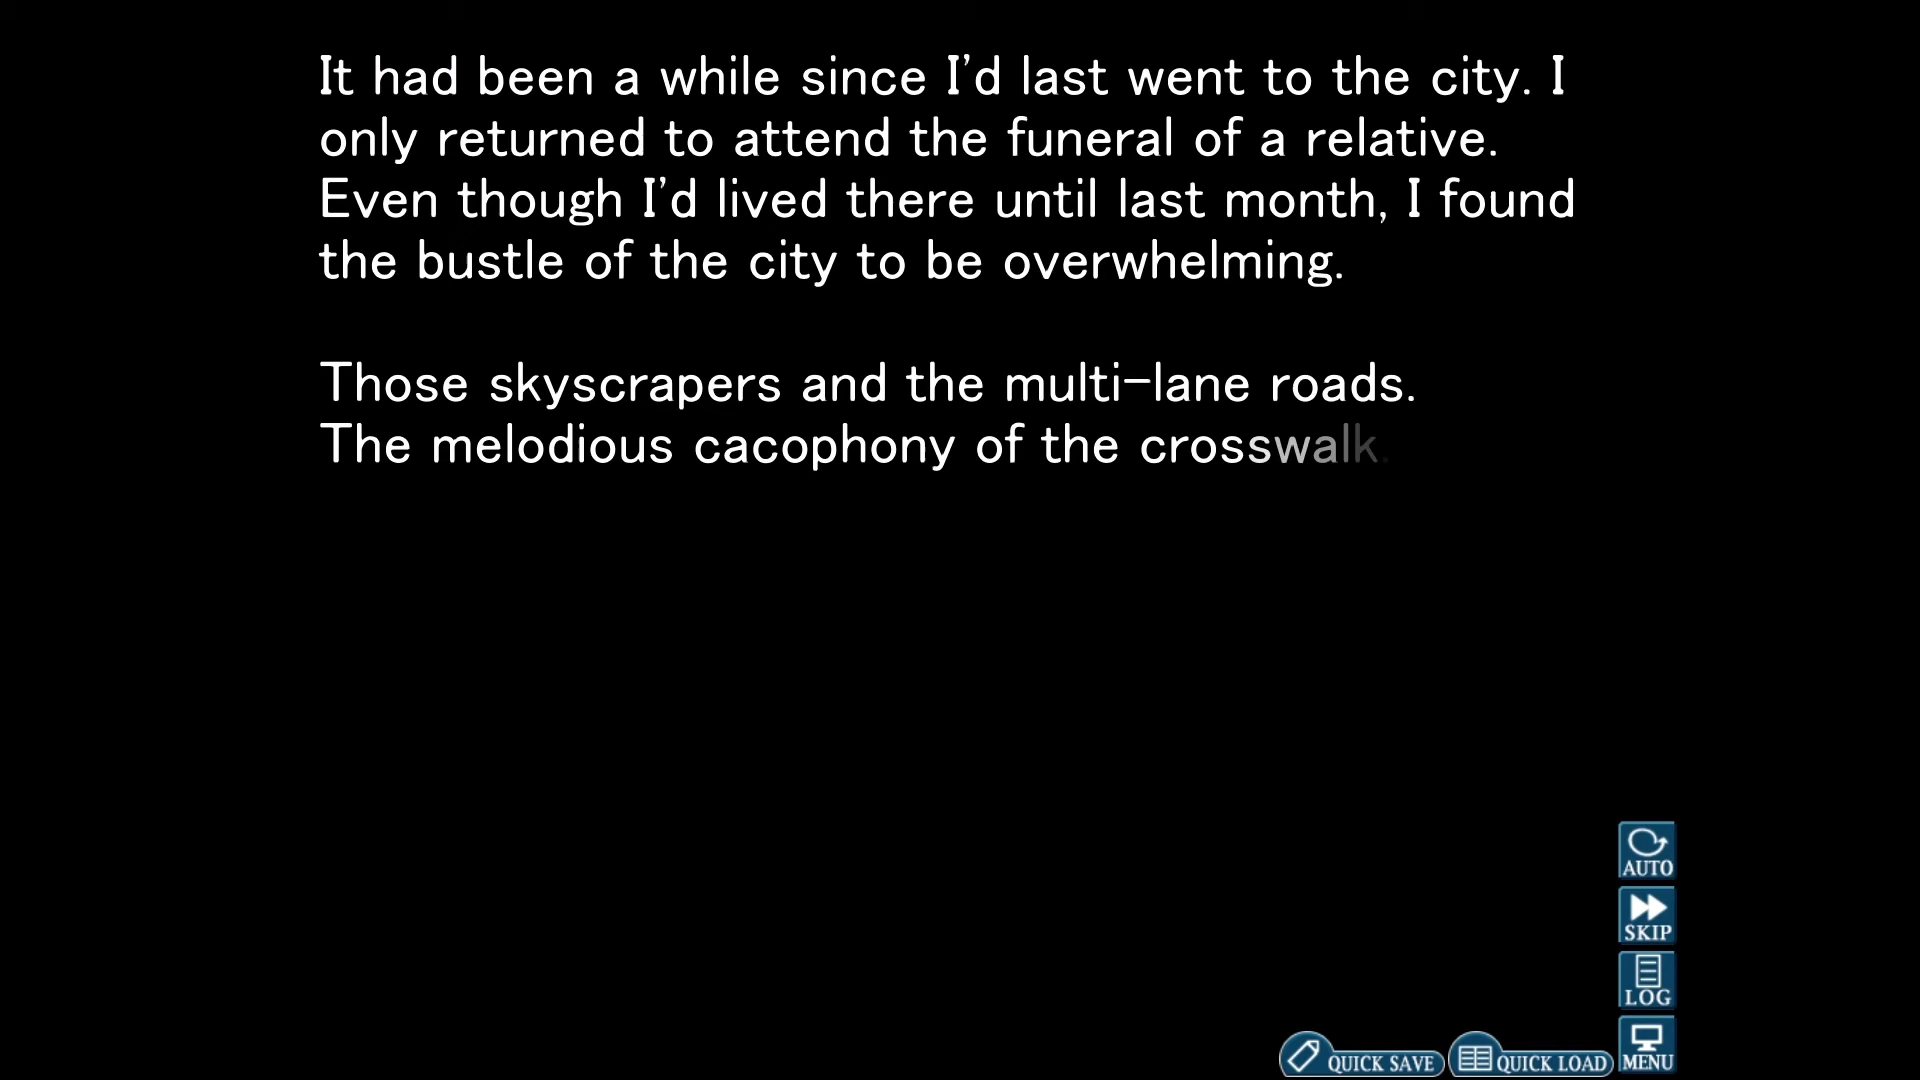 It had been a while since I'd last went to the city. I
only returned to attend the funeral of a relative.
Even though I'd lived there until last month, I found
the bustle of the city to be overwhelming.
Those skyscrapers and the multi-lane roads.
The melodious cacophony of the crosswalk.
AUTO
SKIP
LOG
QUICK SAVE
QUICK LOAD
MENU